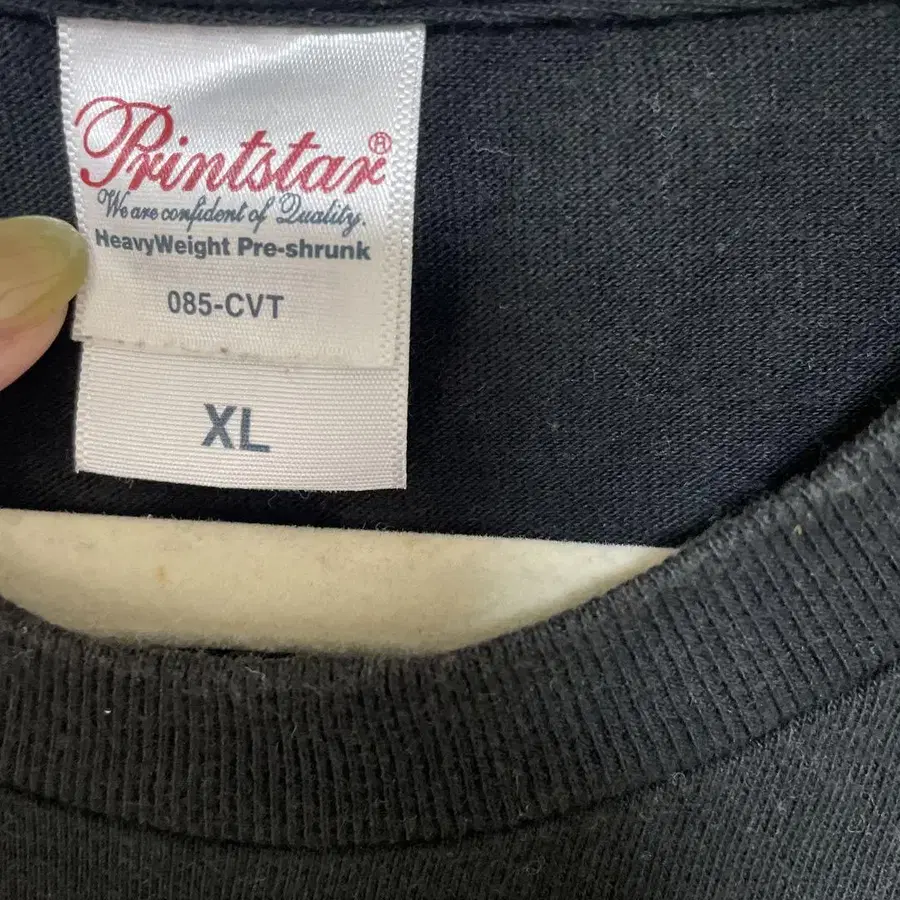 Printstar®
We are confident of Quality.
HeavyWeight Pre-shrunk
085-CVT
XL